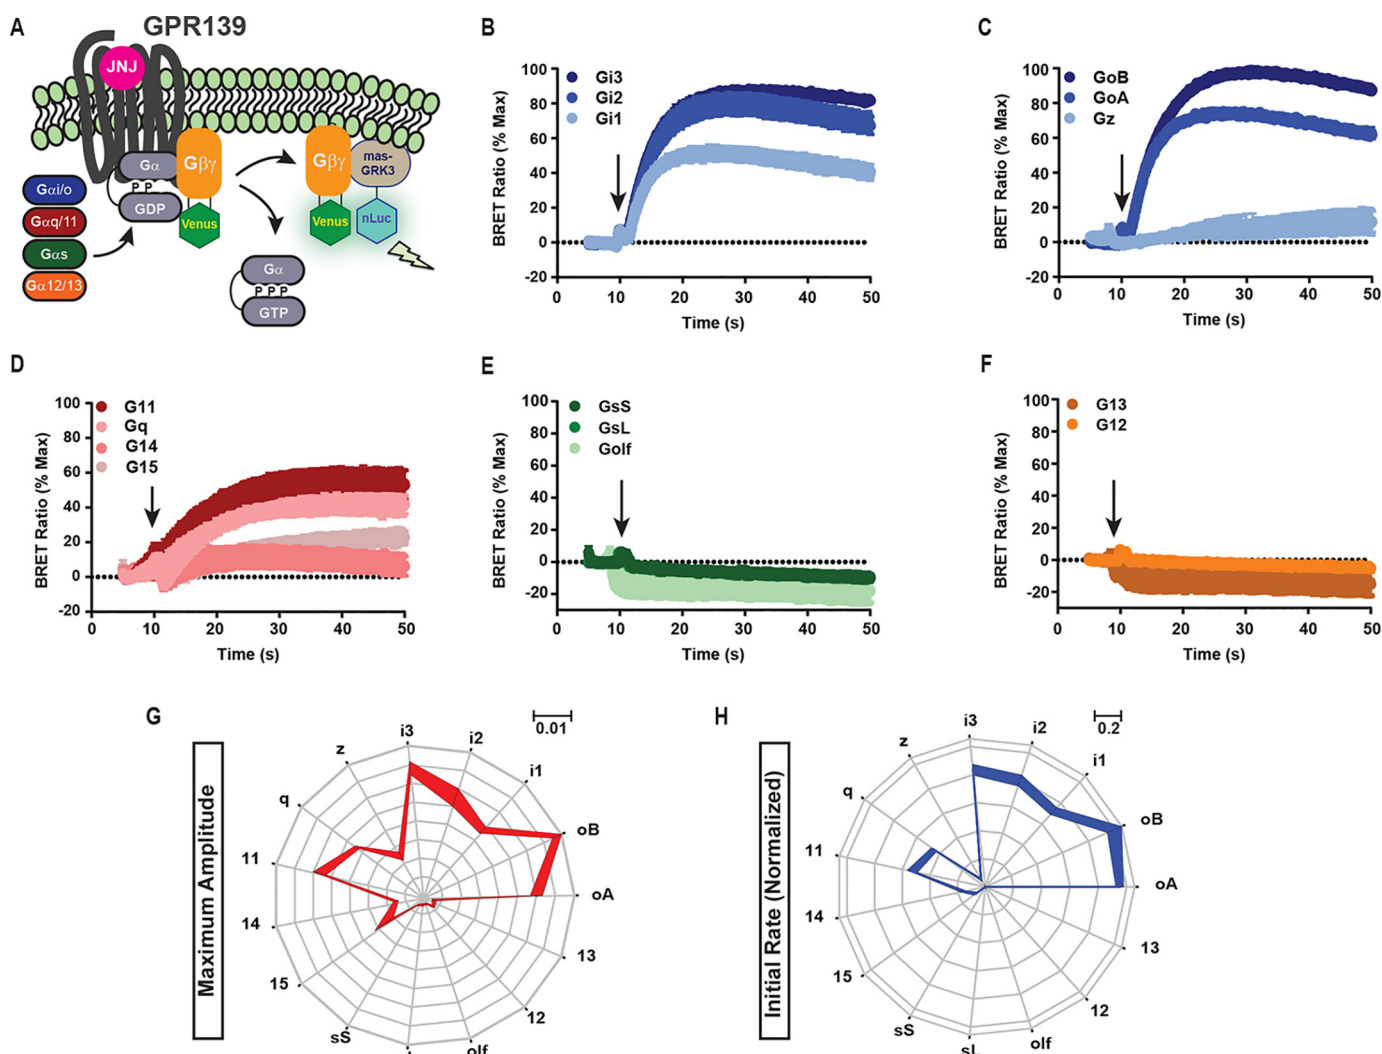 A
GPR139
JNJ
Gα
P P
GDP
Gβγ
Venus
Gαi/o
Gαq/11
Gαs
Gα12/13
Gβγ
mas-
GRK3
Venus
nLuc
Gα
P P P
GTP
B
BRET Ratio (% Max)
100
80
60
40
20
0
-20
Gi3
Gi2
Gi1
0 10 20 30 40 50
Time (s)
C
BRET Ratio (% Max)
100
80
60
40
20
0
-20
GoB
GoA
Gz
0 10 20 30 40 50
Time (s)
D
BRET Ratio (% Max)
100
80
60
40
20
0
-20
G11
Gq
G14
G15
0 10 20 30 40 50
Time (s)
E
BRET Ratio (% Max)
100
80
60
40
20
0
-20
GsS
GsL
Golf
0 10 20 30 40 50
Time (s)
F
BRET Ratio (% Max)
100
80
60
40
20
0
-20
G13
G12
0 10 20 30 40 50
Time (s)
G
Maximum Amplitude
0.01
i3
i2
i1
oB
oA
13
12
olf
sS
15
14
11
q
z
H
Initial Rate (Normalized)
0.2
i3
i2
i1
oB
oA
13
12
olf
sL
sS
15
14
11
q
z